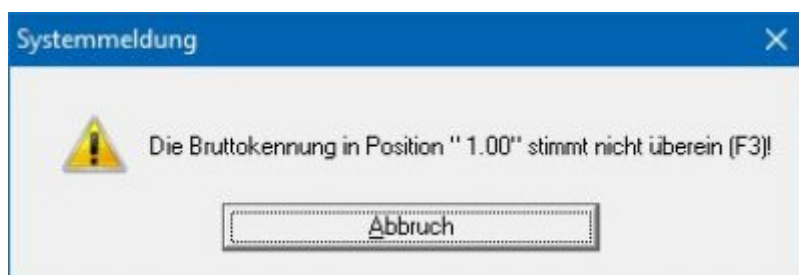 Systemmeldung
Die Bruttokennung in Position " 1.00" stimmt nicht überein (F3)!
Abbruch